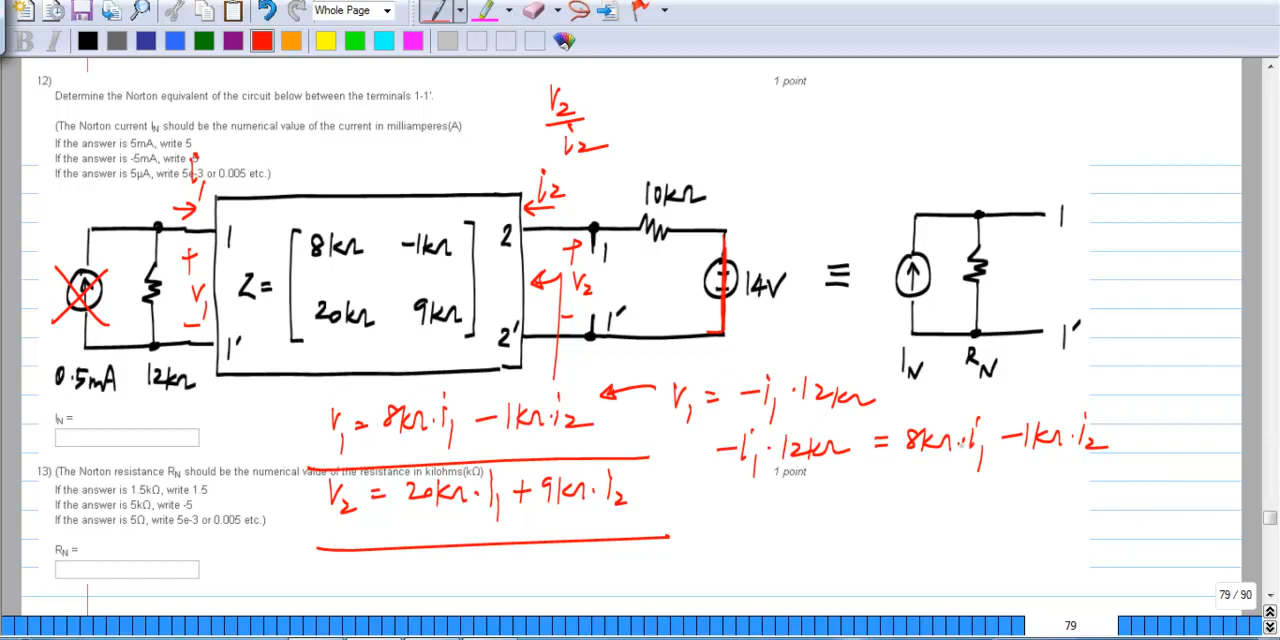 Whole Page
12)
1 point
Determine the Norton equivalent of the circuit below between the terminals 1-1'.
(The Norton current IN should be the numerical value of the current in milliamperes(A)
If the answer is 5mA, write 5
If the answer is -5mA, write -5
If the answer is 5μA, write 5e-3 or 0.005 etc.)
V2
i2
i1
i2
10kΩ
+
V1
-
1
1'
Z =
8kΩ -1kΩ
20kΩ 9kΩ
2
2'
+
V2
-
1
1'
14V
≡
1
1'
IN
RN
0.5mA 12kΩ
V1 = 8kΩ·i1 - 1kΩ·i2
V1 = -i1·12kΩ
-i1·12kΩ = 8kΩ·i1 - 1kΩ·i2
IN =
13) (The Norton resistance RN should be the numerical value of the resistance in kilohms(kΩ)
1 point
If the answer is 1.5kΩ, write 1.5
If the answer is 5kΩ, write -5
If the answer is 5Ω, write 5e-3 or 0.005 etc.)
V2 = 20kΩ·i1 + 9kΩ·i2
RN =
79 / 90
79